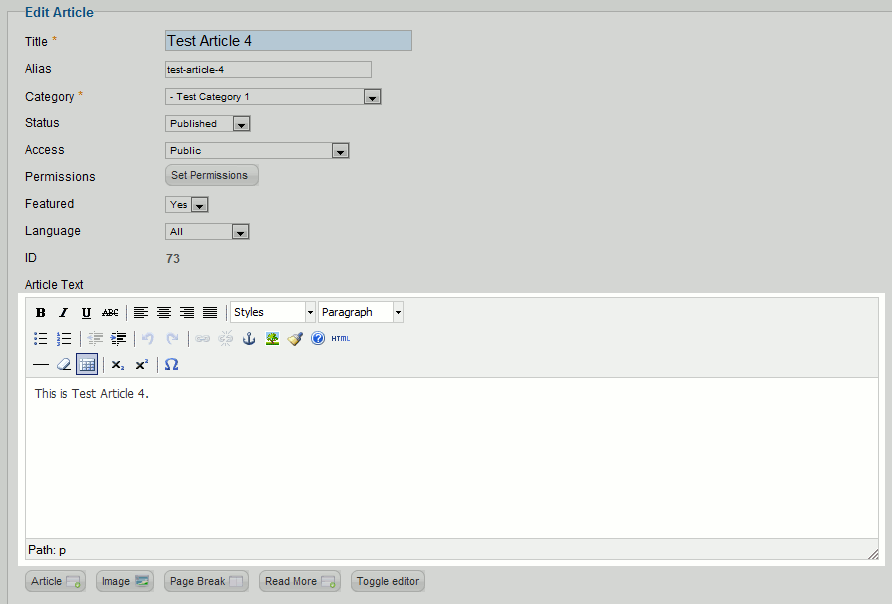 Edit Article
Title * Test Article 4
Alias test-article-4
Category * - Test Category 1
Status Published
Access Public
Permissions Set Permissions
Featured Yes
Language All
ID 73
Article Text
B I U ABC Styles Paragraph
HTML
x₂ x² Ω
This is Test Article 4.
Path: p
Article Image Page Break Read More Toggle editor